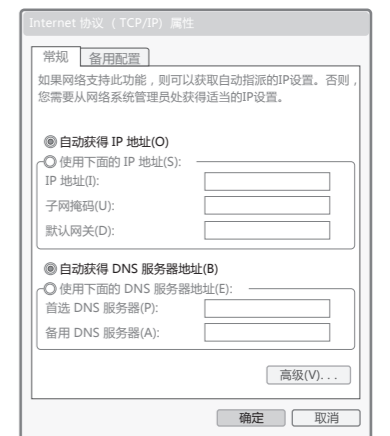 Internet 协议 ( TCP/IP) 属性
常规
备用配置
如果网络支持此功能，则可以获取自动指派的IP设置。否则，
您需要从网络系统管理员处获得适当的IP设置。
自动获得 IP 地址(O)
使用下面的 IP 地址(S):
IP 地址(I):
子网掩码(U):
默认网关(D):
自动获得 DNS 服务器地址(B)
使用下面的 DNS 服务器地址(E):
首选 DNS 服务器(P):
备用 DNS 服务器(A):
高级(V). . .
确定
取消